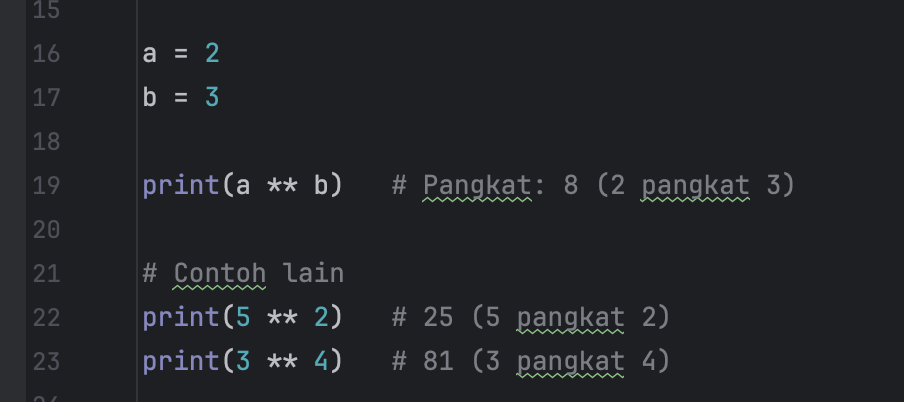 15
16 a = 2
17 b = 3
18
19 print(a ** b)   # Pangkat: 8 (2 pangkat 3)
20
21 # Contoh lain
22 print(5 ** 2)   # 25 (5 pangkat 2)
23 print(3 ** 4)   # 81 (3 pangkat 4)